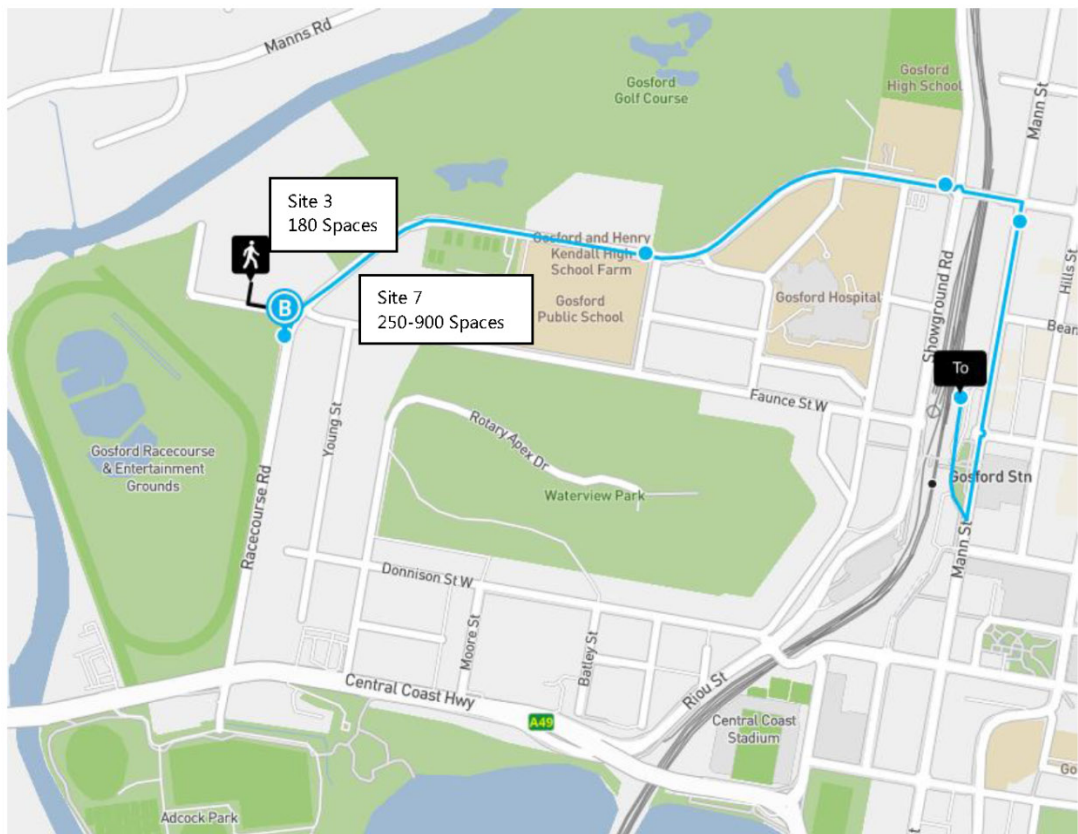 Manns Rd
Gosford
Golf Course
Gosford
High School
Mann St
Site 3
180 Spaces
Gosford and Henry
Kendall High
School Farm
Site 7
250-900 Spaces
Gosford
Public School
Gosford Hospital
Showground Rd
Hills St
Bean
B
To
Faunce St W
Young St
Rotary Apex Dr
Waterview Park
Gosford Racecourse
& Entertainment
Grounds
Racecourse Rd
Gosford Stn
Mann St
Donnison St W
Moore St
Batley St
Riou St
Central Coast Hwy
A49
Central Coast
Stadium
Go
Adcock Park